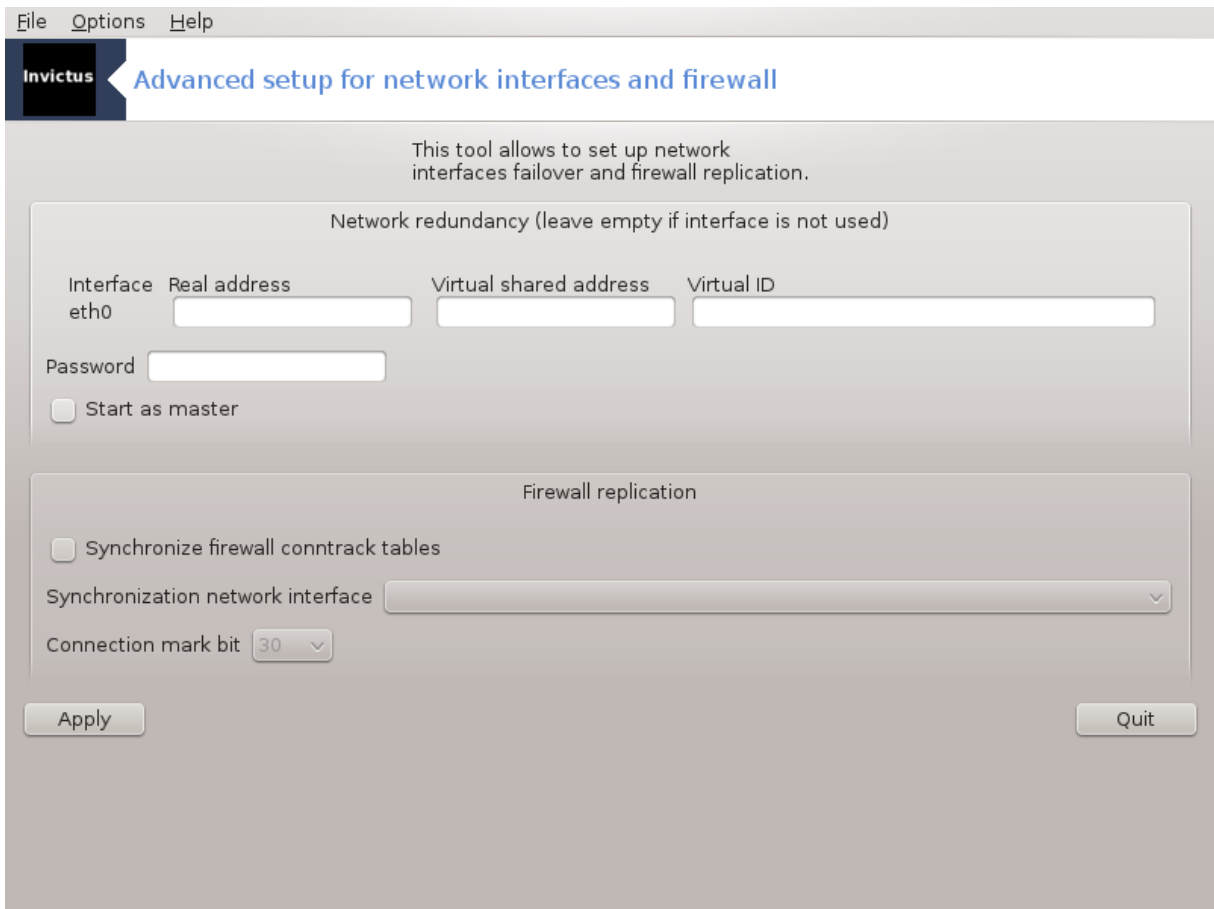 File Options Help
Invictus
Advanced setup for network interfaces and firewall
This tool allows to set up network
interfaces failover and firewall replication.
Network redundancy (leave empty if interface is not used)
Interface Real address Virtual shared address Virtual ID
eth0
Password
Start as master
Firewall replication
Synchronize firewall conntrack tables
Synchronization network interface
Connection mark bit 30
Apply Quit